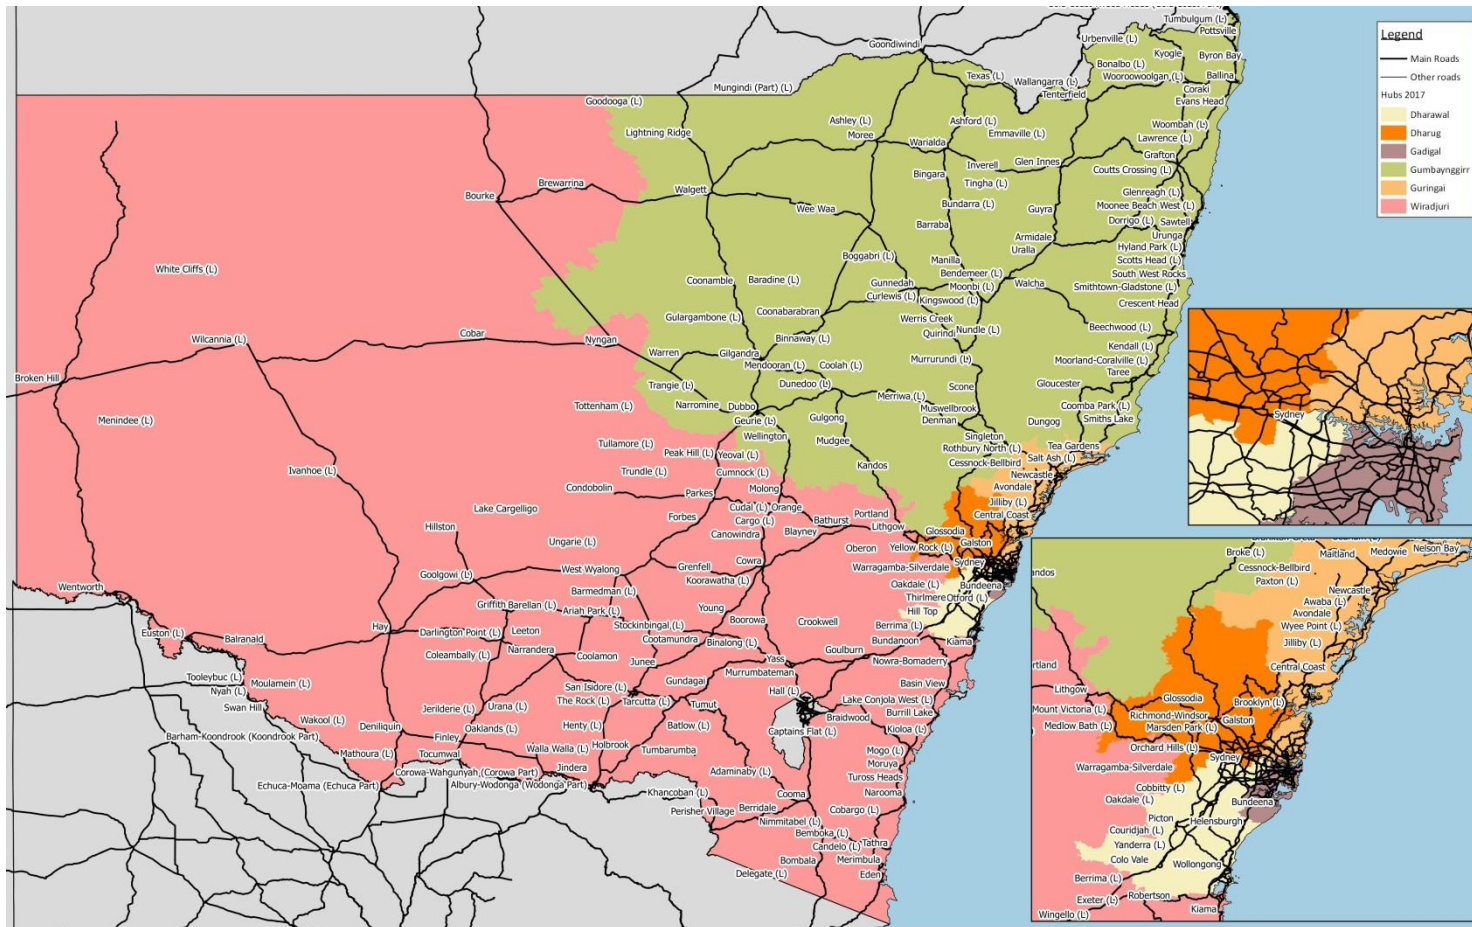 Tumbulgum (L)
Pottsville
Urbenville (L)
Kyogle
Byron Bay
Goondiwindi
Bonalbo (L)
Texas (L)
Wallangarra (L)
Wooroowoolgan (L)
Ballina
Mungindi (Part) (L)
Tenterfield
Coraki
Evans Head
Goodooga (L)
Ashley (L)
Ashford (L)
Woombah (L)
Lightning Ridge
Moree
Warialda
Emmaville (L)
Lawrence (L)
Grafton
Inverell
Glen Innes
Bingara
Coutts Crossing (L)
Brewarrina
Walgett
Tingha (L)
Bourke
Glenreagh (L)
Wee Waa
Bundarra (L)
Guyra
Moonee Beach West (L)
Barraba
Dorrigo (L)
Sawtell
Armidale
Urunga
Uralla
Hyland Park (L)
Boggabri (L)
Manilla
Scotts Head (L)
White Cliffs (L)
Bendemeer (L)
South West Rocks
Coonamble
Baradine (L)
Gunnedah
Moonbi (L)
Walcha
Smithtown-Gladstone (L)
Curlewis (L)
Kingswood (L)
Crescent Head
Coonabarabran
Gulargambone (L)
Werris Creek
Quirindi
Nundle (L)
Beechwood (L)
Wilcannia (L)
Cobar
Nyngan
Binnaway (L)
Kendall (L)
Warren
Gilgandra
Mendooran (L)
Coolah (L)
Murrurundi (L)
Moorland-Coralville (L)
Taree
Broken Hill
Trangie (L)
Dunedoo (L)
Scone
Gloucester
Merriwa (L)
Tottenham (L)
Narromine
Dubbo
Muswellbrook
Coomba Park (L)
Menindee (L)
Geurie (L)
Gulgong
Denman
Dungog
Smiths Lake
Wellington
Mudgee
Singleton
Tullamore (L)
Rothbury North (L)
Tea Gardens
Peak Hill (L)
Yeoval (L)
Cessnock-Bellbird
Salt Ash (L)
Ivanhoe (L)
Trundle (L)
Cumnock (L)
Kandos
Newcastle
Condobolin
Parkes
Molong
Avondale
Jilliby (L)
Lake Cargelligo
Cudal (L)
Orange
Portland
Central Coast
Hillston
Forbes
Cargo (L)
Bathurst
Lithgow
Glossodia
Canowindra
Blayney
Galston
Ungarie (L)
Oberon
Yellow Rock (L)
Grenfell
Cowra
Sydney
Goolgowi (L)
West Wyalong
Warragamba-Silverdale
Koorawatha (L)
Wentworth
Barmedman (L)
Oakdale (L)
Bundeena
Griffith
Barellan (L)
Ariah Park (L)
Young
Thirlmere
Otford (L)
Hill Top
Stockinbingal (L)
Boorowa
Crookwell
Hay
Berrima (L)
Euston (L)
Balranald
Darlington Point (L)
Leeton
Cootamundra
Binalong (L)
Bundanoon
Kiama
Narrandera
Goulburn
Coleambally (L)
Coolamon
Junee
Yass
Nowra-Bomaderry
Murrumbateman
Tooleybuc (L)
Moulamein (L)
Gundagai
Basin View
Nyah (L)
San Isidore (L)
Hall (L)
Swan Hill
The Rock (L)
Tarcutta (L)
Tumut
Lake Conjola West (L)
Jerilderie (L)
Urana (L)
Burrill Lake
Wakool (L)
Deniliquin
Henty (L)
Batlow (L)
Braidwood
Oaklands (L)
Captains Flat (L)
Kioloa (L)
Barham-Koondrook (Koondrook Part)
Finley
Holbrook
Mogo (L)
Mathoura (L)
Tocumwal
Walla Walla (L)
Tumbarumba
Moruya
Corowa-Wahgunyah (Corowa Part)
Jindera
Adaminaby (L)
Tuross Heads
Echuca-Moama (Echuca Part)
Albury-Wodonga (Wodonga Part)
Khancoban (L)
Cooma
Narooma
Perisher Village
Berridale
Cobargo (L)
Nimmitabel (L)
Bemboka (L)
Tathra
Candelo (L)
Bombala
Merimbula
Delegate (L)
Eden
Legend
Main Roads
Other roads
Hubs 2017
Dharawal
Dharug
Gadigal
Gumbaynggirr
Guringai
Wiradjuri
Sydney
Broke (L)
Maitland
Medowie
Nelson Bay
Cessnock-Bellbird
Paxton (L)
Newcastle
Awaba (L)
Avondale
Wyee Point (L)
Jilliby (L)
Central Coast
Lithgow
Glossodia
Mount Victoria (L)
Brooklyn (L)
Richmond-Windsor
Galston
Medlow Bath (L)
Marsden Park (L)
Orchard Hills (L)
Sydney
Warragamba-Silverdale
Cobbitty (L)
Oakdale (L)
Bundeena
Picton
Helensburgh
Couridjah (L)
Yanderra (L)
Colo Vale
Wollongong
Berrima (L)
Robertson
Exeter (L)
Kiama
Wingello (L)